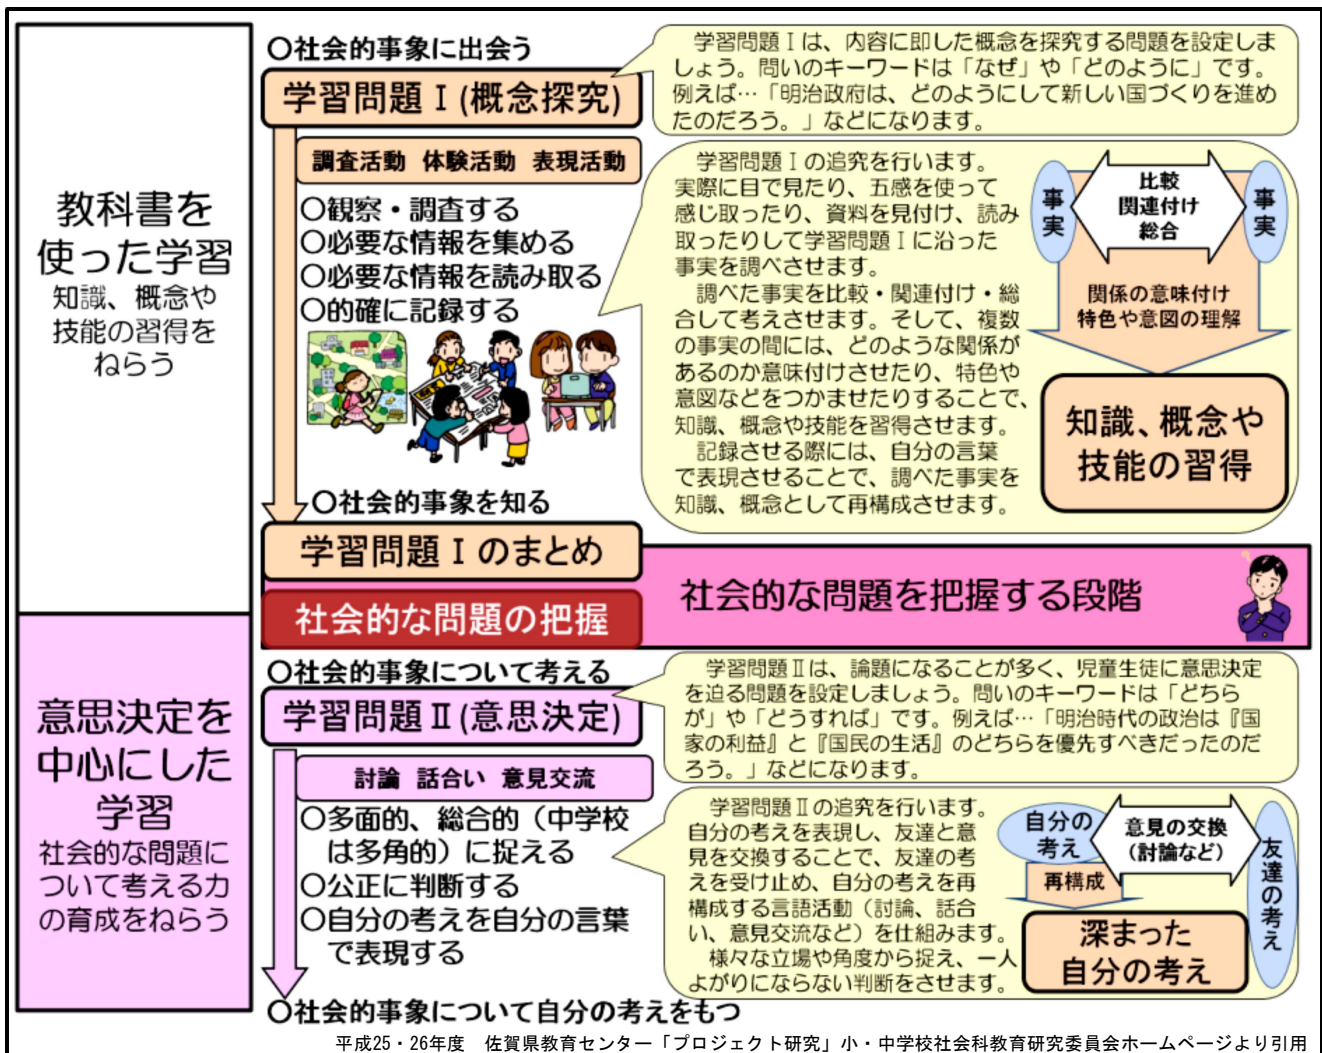 教科書を
使った学習
知識、概念や
技能の習得を
ねらう
○社会的事象に出会う
学習問題Ⅰ(概念探究)
学習問題Ⅰは、内容に即した概念を探究する問題を設定しま
しょう。問いのキーワードは「なぜ」や「どのように」です。
例えば…「明治政府は、どのようにして新しい国づくりを進め
たのだろう。」などになります。
調査活動 体験活動 表現活動
○観察・調査する
○必要な情報を集める
○必要な情報を読み取る
○的確に記録する
学習問題Ⅰの追究を行います。
実際に目で見たり、五感を使って
感じ取ったり、資料を見付け、読み
取ったりして学習問題Ⅰに沿った
事実を調べさせます。
調べた事実を比較・関連付け・総
合して考えさせます。そして、複数
の事実の間には、どのような関係が
あるのか意味付けさせたり、特色や
意図などをつかませたりすることで、
知識、概念や技能を習得させます。
記録させる際には、自分の言葉
で表現させることで、調べた事実を
知識、概念として再構成させます。
事実
比較
関連付け
総合
事実
関係の意味付け
特色や意図の理解
知識、概念や
技能の習得
○社会的事象を知る
学習問題Ⅰのまとめ
社会的な問題の把握
社会的な問題を把握する段階
意思決定を
中心にした
学習
社会的な問題に
ついて考える力
の育成をねらう
○社会的事象について考える
学習問題Ⅱ(意思決定)
学習問題Ⅱは、論題になることが多く、児童生徒に意思決定
を迫る問題を設定しましょう。問いのキーワードは「どちら
が」や「どうすれば」です。例えば…「明治時代の政治は『国
家の利益』と『国民の生活』のどちらを優先すべきだったのだ
ろう。」などになります。
討論 話合い 意見交流
○多面的、総合的（中学校
は多角的）に捉える
○公正に判断する
○自分の考えを自分の言葉
で表現する
学習問題Ⅱの追究を行います。
自分の考えを表現し、友達と意
見を交換することで、友達の考
えを受け止め、自分の考えを再
構成する言語活動（討論、話合
い、意見交流など）を仕組みます。
様々な立場や角度から捉え、一人
よがりにならない判断をさせます。
自分の
考え
意見の交換
(討論など)
友達の考え
再構成
深まった
自分の考え
○社会的事象について自分の考えをもつ
平成25・26年度 佐賀県教育センター「プロジェクト研究」小・中学校社会科教育研究委員会ホームページより引用